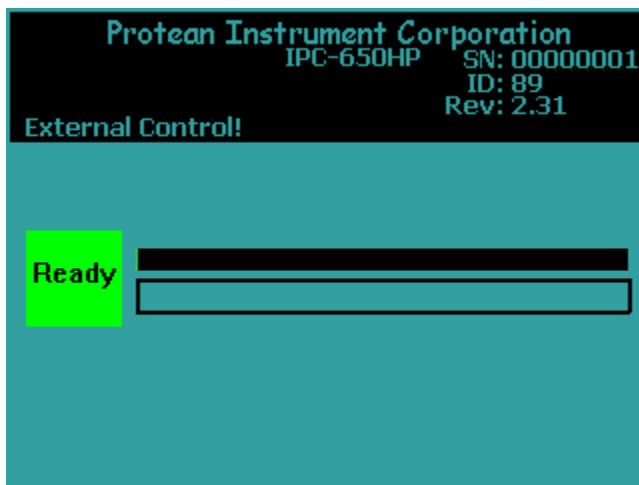 Protean Instrument Corporation
IPC-650HP SN: 00000001
ID: 89
Rev: 2.31
External Control!
Ready